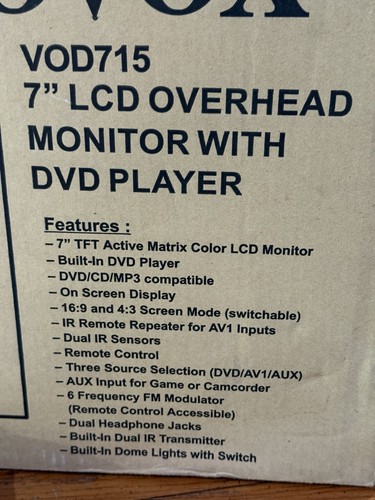 VOD715
7” LCD OVERHEAD
MONITOR WITH
DVD PLAYER
Features :
– 7” TFT Active Matrix Color LCD Monitor
– Built-In DVD Player
– DVD/CD/MP3 compatible
– On Screen Display
– 16:9 and 4:3 Screen Mode (switchable)
– IR Remote Repeater for AV1 Inputs
– Dual IR Sensors
– Remote Control
– Three Source Selection (DVD/AV1/AUX)
– AUX Input for Game or Camcorder
– 6 Frequency FM Modulator
(Remote Control Accessible)
– Dual Headphone Jacks
– Built-In Dual IR Transmitter
– Built-In Dome Lights with Switch